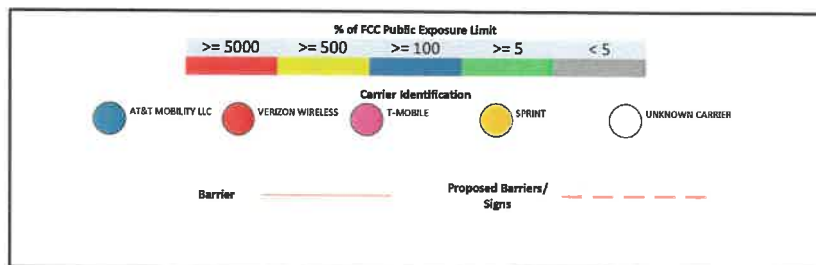 % of FCC Public Exposure Limit
>= 5000 >= 500 >= 100 >= 5 < 5
Carrier Identification
AT&T MOBILITY LLC VERIZON WIRELESS T-MOBILE SPRINT UNKNOWN CARRIER
Barrier Proposed Barriers/
Signs